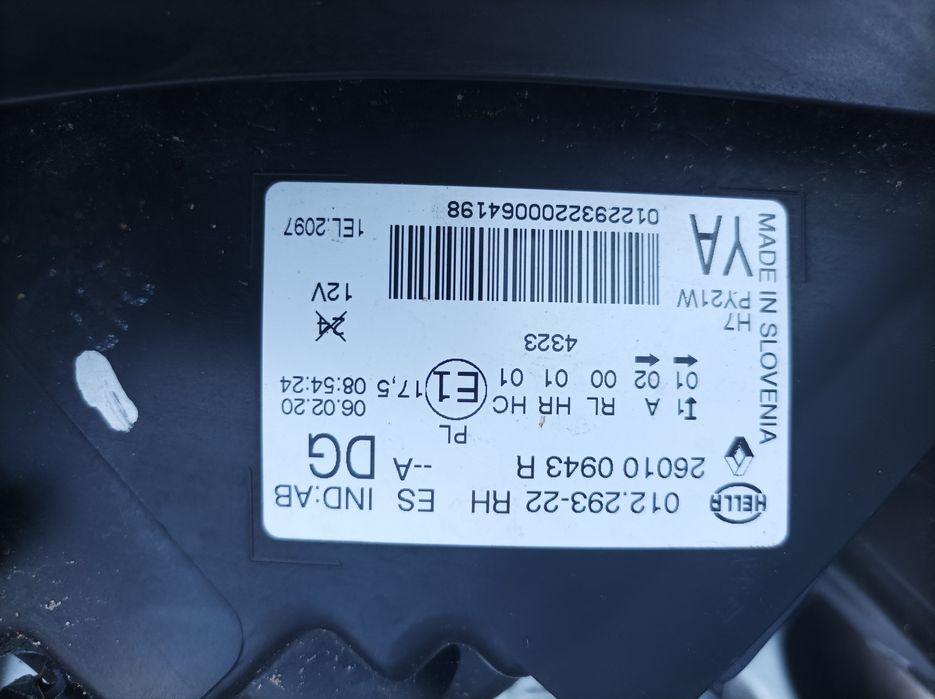 HELLA 012.293-22 RH ES IND:AB
26010 0943 R --A DG
PL
I1 A RL HR HC E1 17,5 06.02.20
01 02 00 01 01 08:54:24
4323
24
12V
H7
PY21W
YA
0122932200064198
1EL.2097
MADE IN SLOVENIA